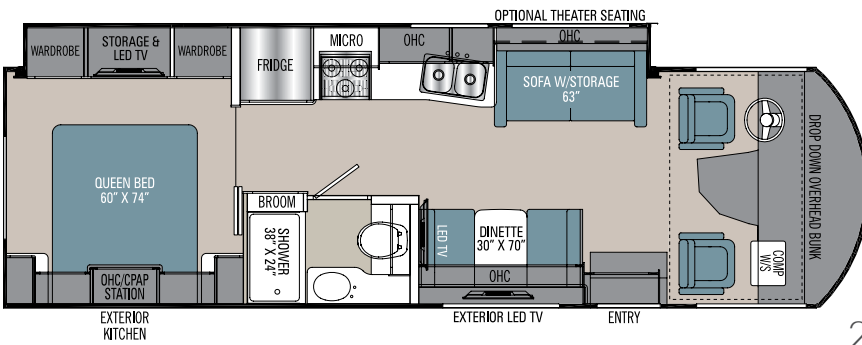 OPTIONAL THEATER SEATING
WARDROBE
STORAGE &
LED TV
WARDROBE
FRIDGE
MICRO
OHC
OHC
SOFA W/STORAGE
63"
DROP DOWN OVERHEAD BUNK
QUEEN BED
60" X 74"
BROOM
SHOWER
38" X 24"
LED TV
DINETTE
30" X 70"
COMP
W/S
OHC/CPAP
STATION
OHC
EXTERIOR
KITCHEN
EXTERIOR LED TV
ENTRY